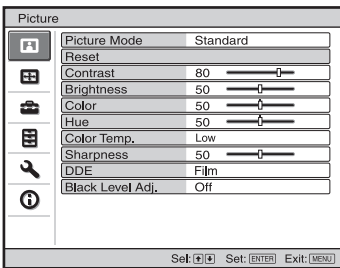 Picture
Picture Mode Standard
Reset
Contrast 80
Brightness 50
Color 50
Hue 50
Color Temp. Low
Sharpness 50
DDE Film
Black Level Adj. Off
Sel: Set: ENTER Exit: MENU